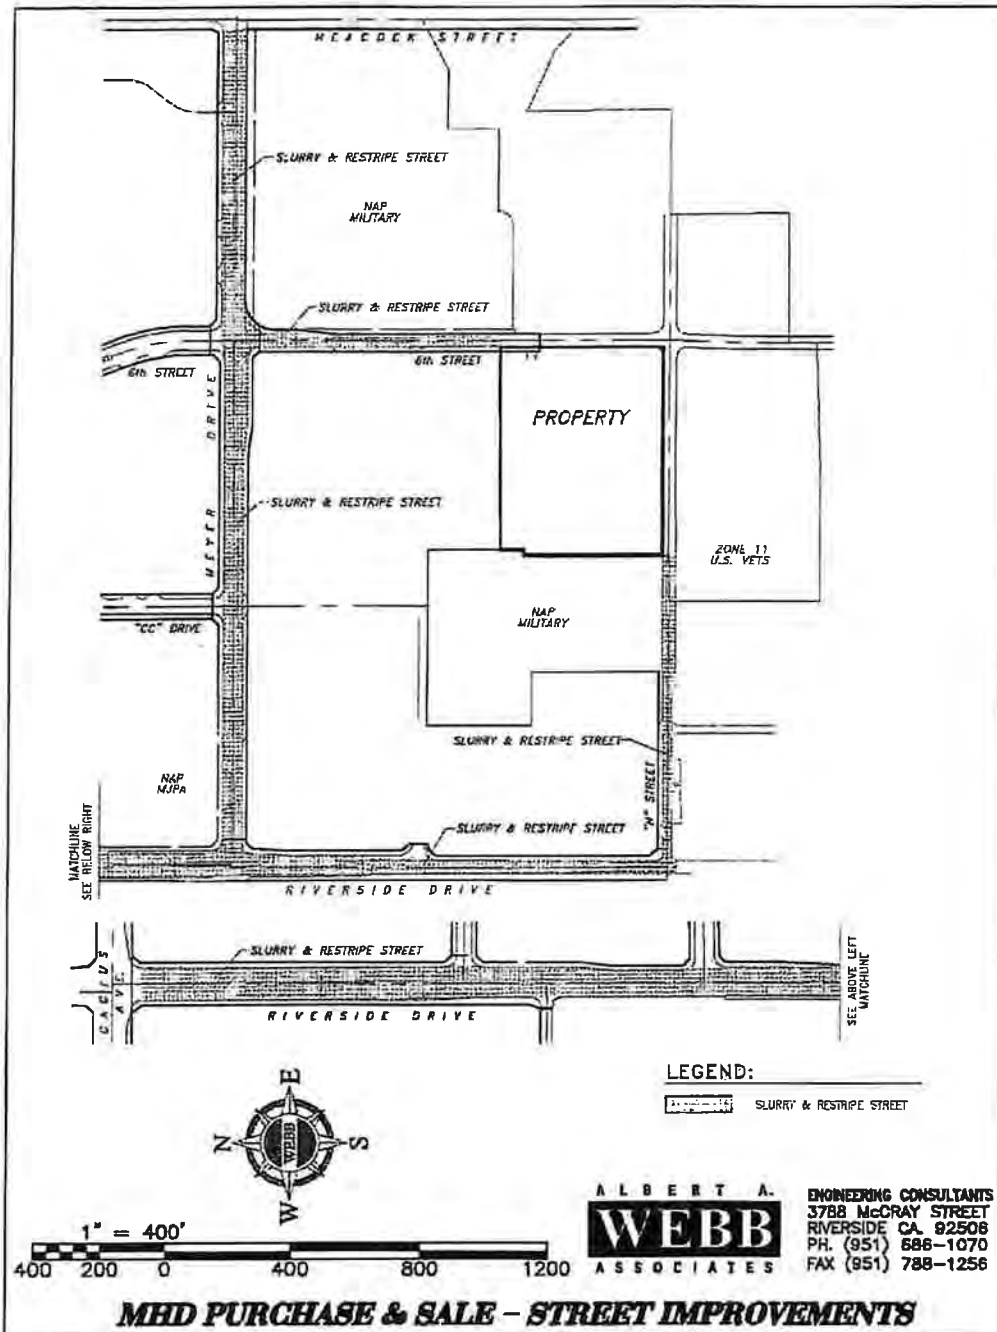 HEACOCK STREET
SLURRY & RESTRIPE STREET
NAP
MILITARY
SLURRY & RESTRIPE STREET
6th STREET
6th STREET
MEYER DRIVE
PROPERTY
SLURRY & RESTRIPE STREET
ZONE 11
U.S. VETS
NAP
MILITARY
"CC" DRIVE
SLURRY & RESTRIPE STREET
NAP
MJPA
"N" STREET
SLURRY & RESTRIPE STREET
MATCHLINE
SEE BELOW RIGHT
RIVERSIDE DRIVE
SLURRY & RESTRIPE STREET
CACTUS
AVE.
RIVERSIDE DRIVE
SEE ABOVE LEFT
MATCHLINE
LEGEND:
SLURRY & RESTRIPE STREET
E
N
WEBB
S
W
1" = 400'
400 200 0 400 800 1200
ALBERT A.
WEBB
ASSOCIATES
ENGINEERING CONSULTANTS
3788 McCRAY STREET
RIVERSIDE CA. 92506
PH. (951) 686-1070
FAX (951) 788-1256
MHD PURCHASE & SALE - STREET IMPROVEMENTS